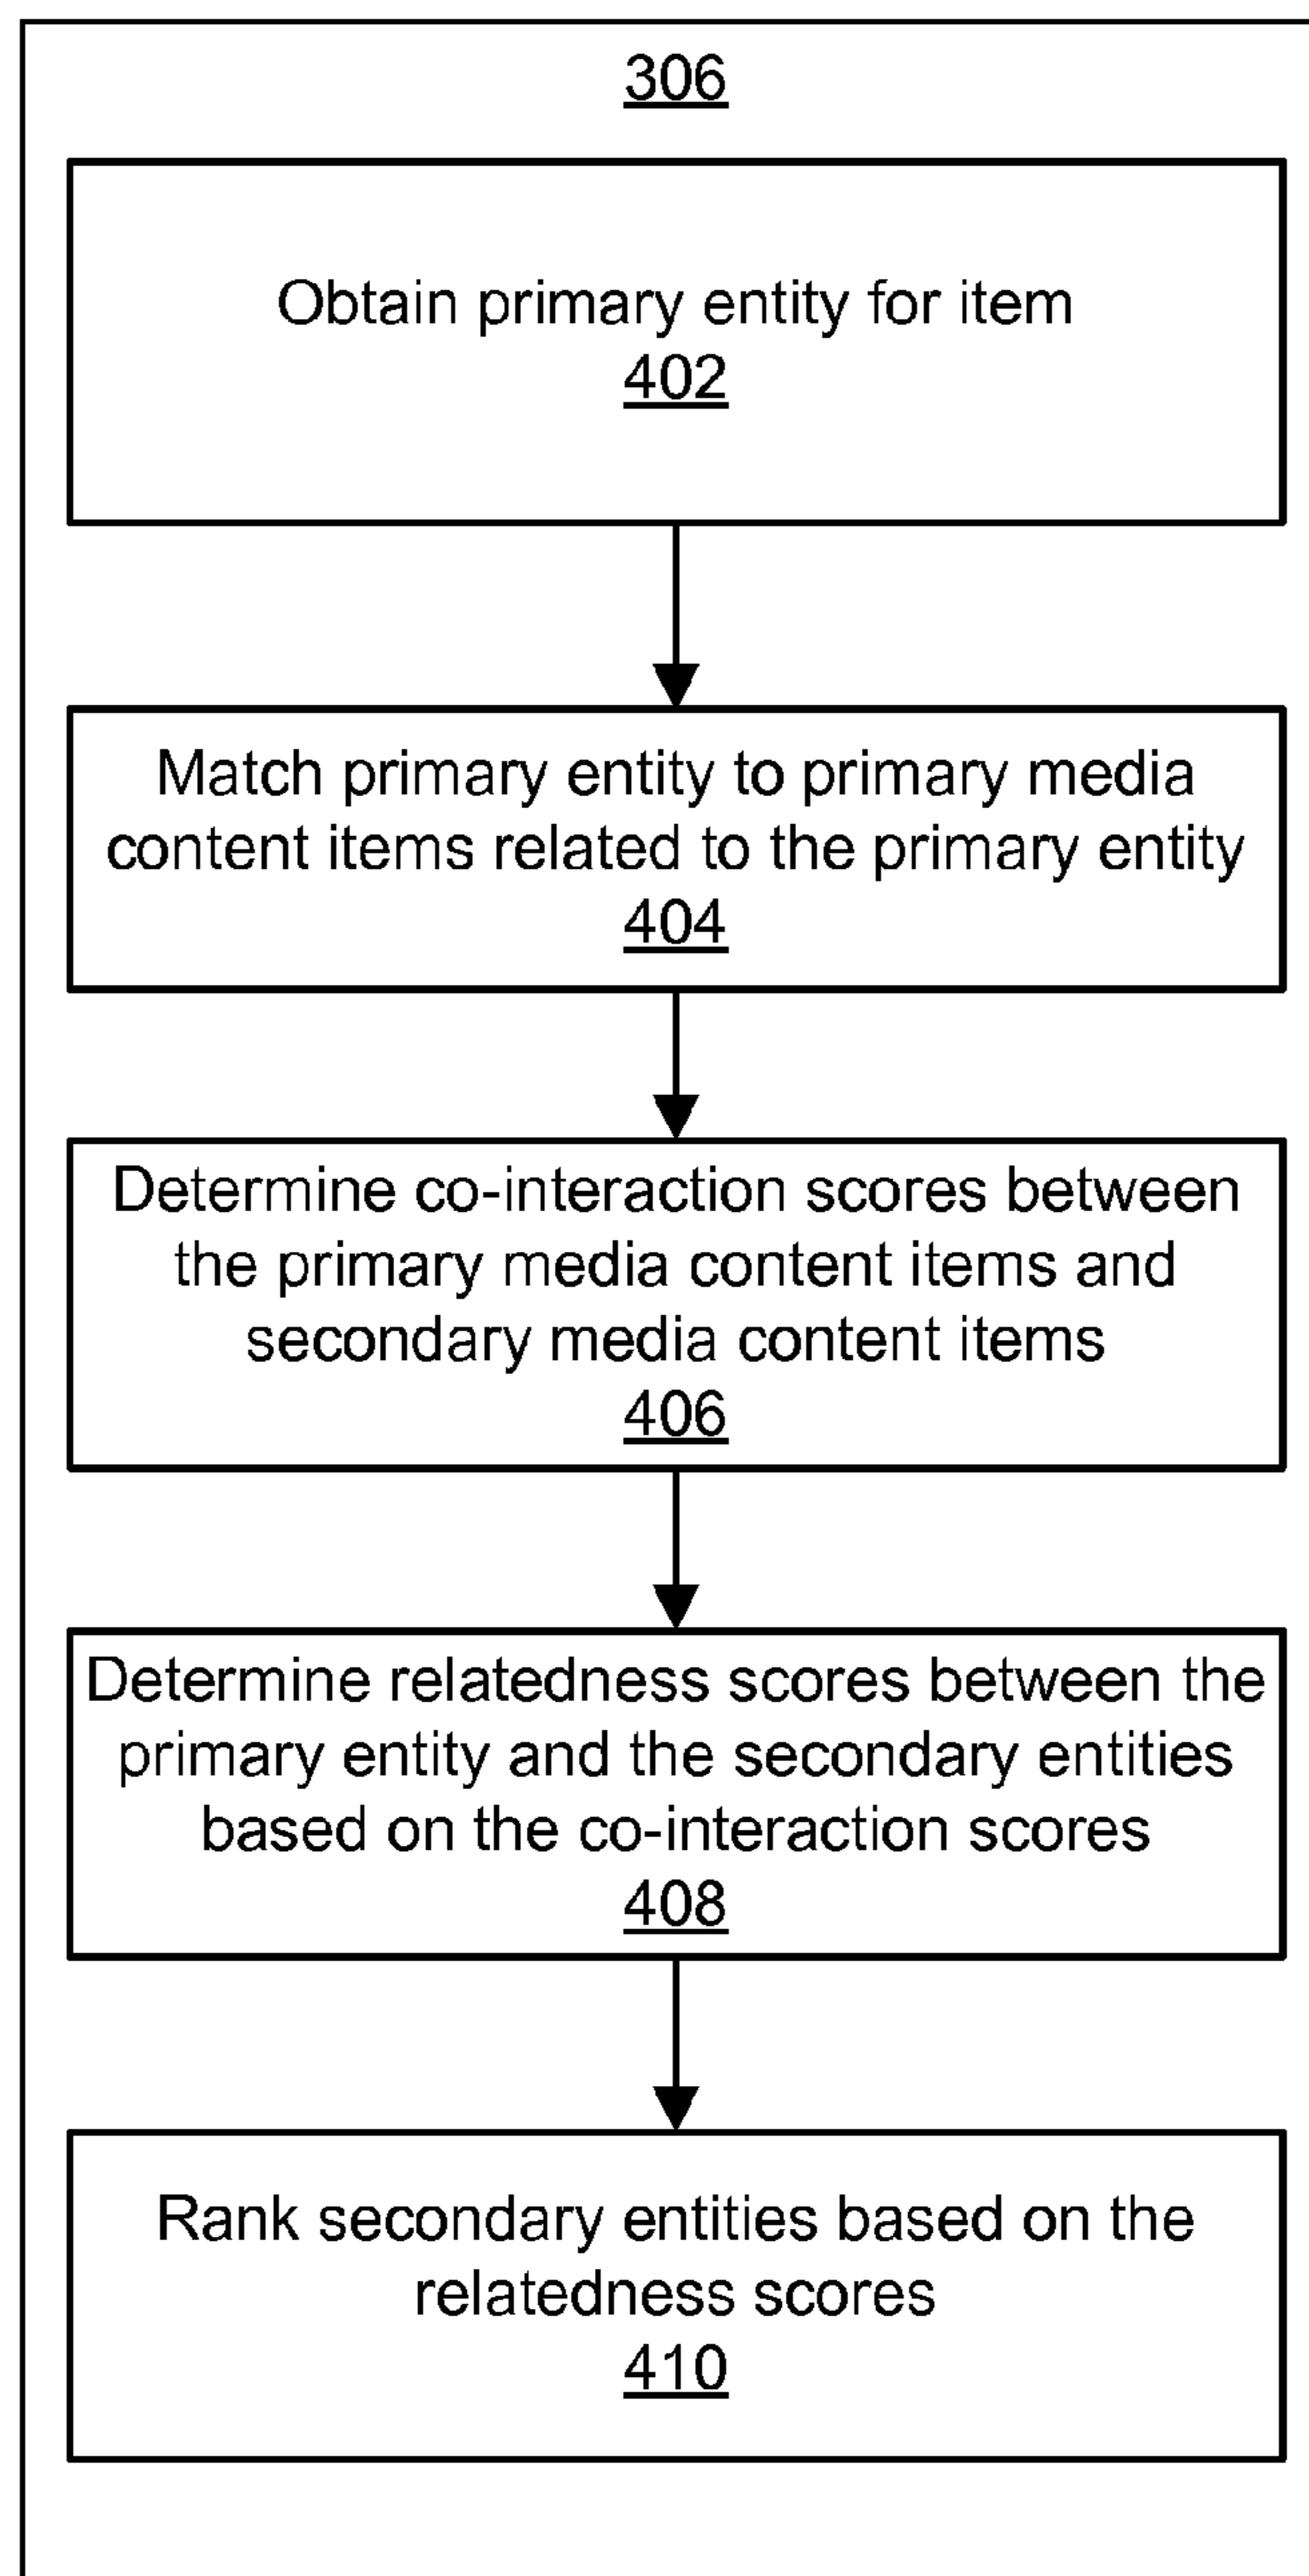 306
Obtain primary entity for item
402
Match primary entity to primary media
content items related to the primary entity
404
Determine co-interaction scores between
the primary media content items and
secondary media content items
406
Determine relatedness scores between the
primary entity and the secondary entities
based on the co-interaction scores
408
Rank secondary entities based on the
relatedness scores
410